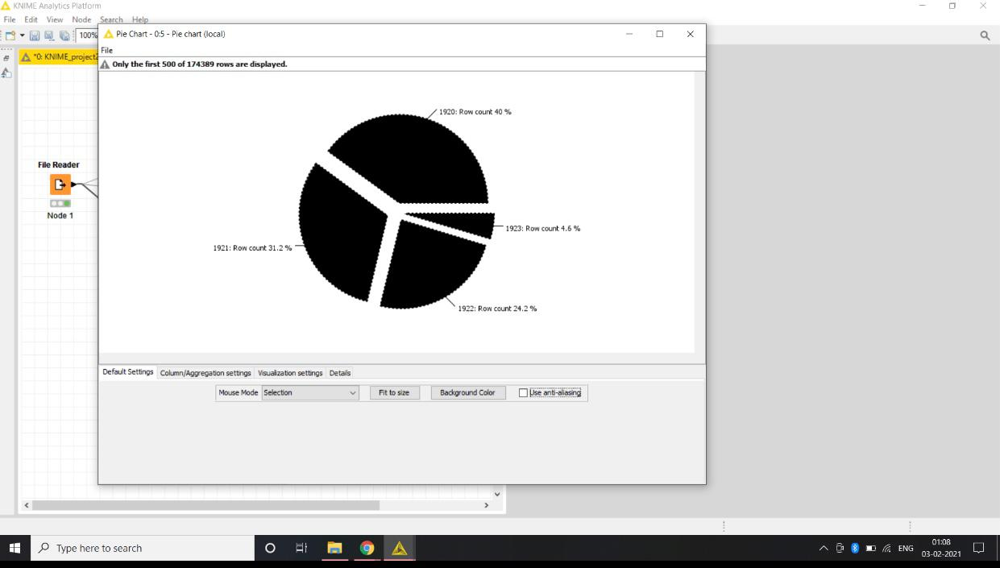 KNIME Analytics Platform
File Edit View Node Search Help
100%
Pie Chart - 0:5 - Pie chart (local)
File
*0: KNIME_project2
Only the first 500 of 174389 rows are displayed.
1920: Row count 40 %
File Reader
Node 1
1923: Row count 4.6 %
1921: Row count 31.2 %
1922: Row count 24.2 %
Default Settings Column/Aggregation settings Visualization settings Details
Mouse Mode Selection Fit to size Background Color Use anti-aliasing
Type here to search
ENG
01:08
03-02-2021